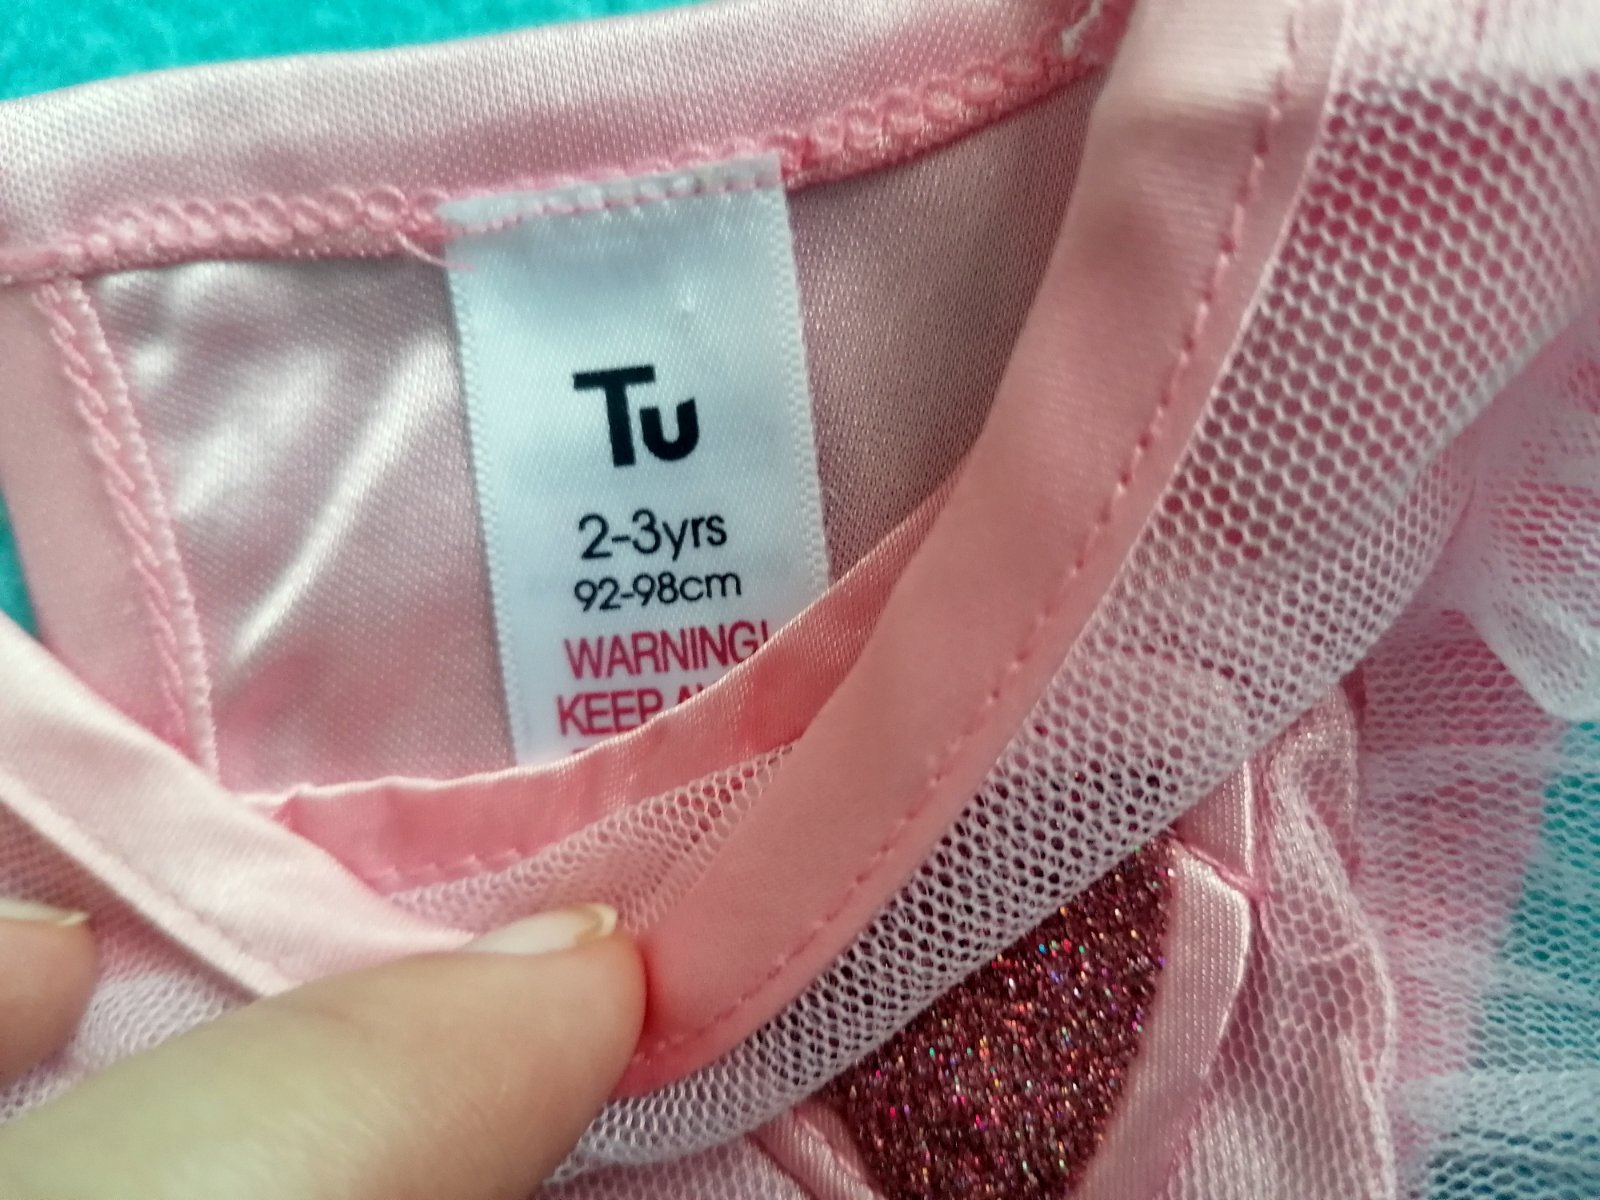 Tu
2-3yrs
92-98cm
WARNING!
KEEP